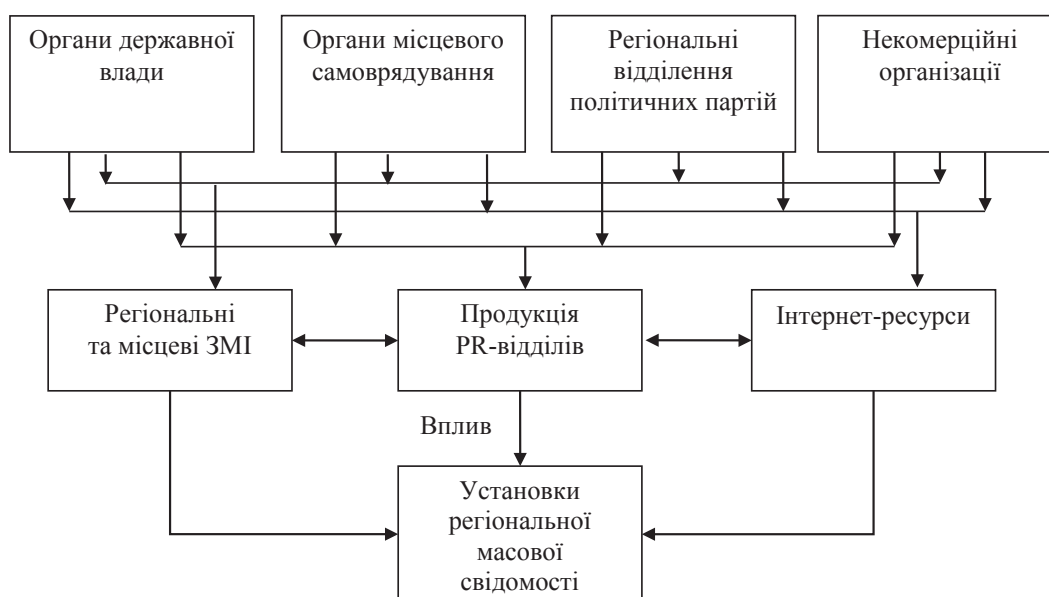 Органи державної
влади
Органи місцевого
самоврядування
Регіональні
відділення
політичних партій
Некомерційні
організації
Регіональні
та місцеві ЗМІ
Продукція
PR-відділів
Інтернет-ресурси
Вплив
Установки
регіональної
масової
свідомості